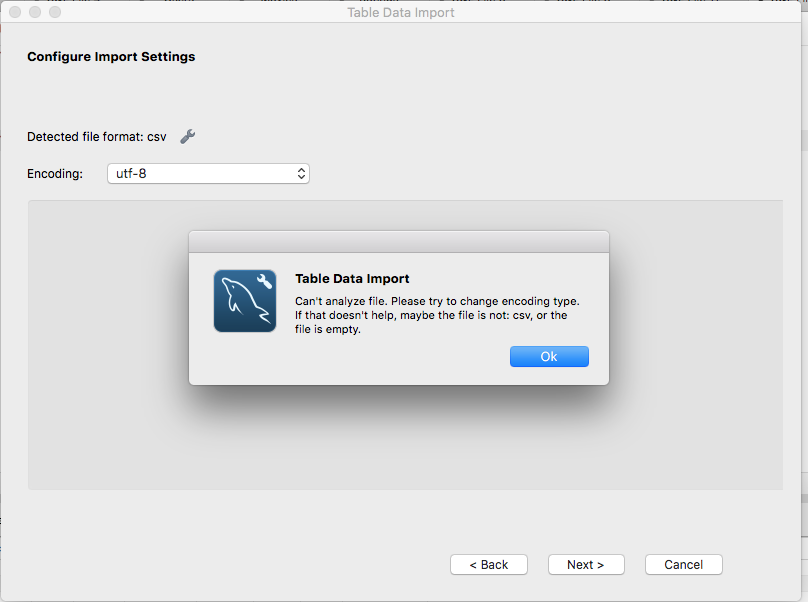 Table Data Import
Configure Import Settings
Detected file format: csv
Encoding: utf-8
Table Data Import
Can't analyze file. Please try to change encoding type.
If that doesn't help, maybe the file is not: csv, or the
file is empty.
Ok
< Back Next > Cancel